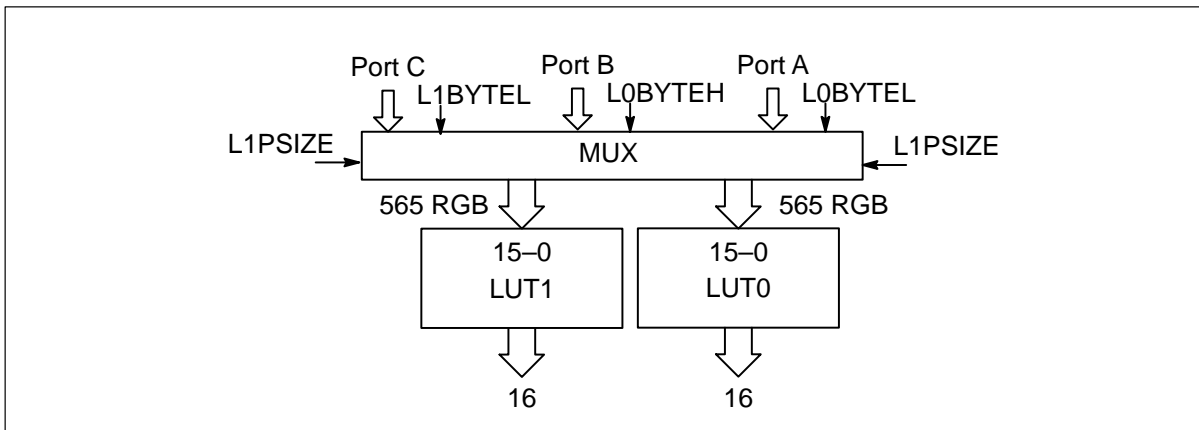 Port C Port B Port A
L1BYTEL L0BYTEH L0BYTEL
L1PSIZE MUX L1PSIZE
565 RGB 565 RGB
15–0 15–0
LUT1 LUT0
16 16